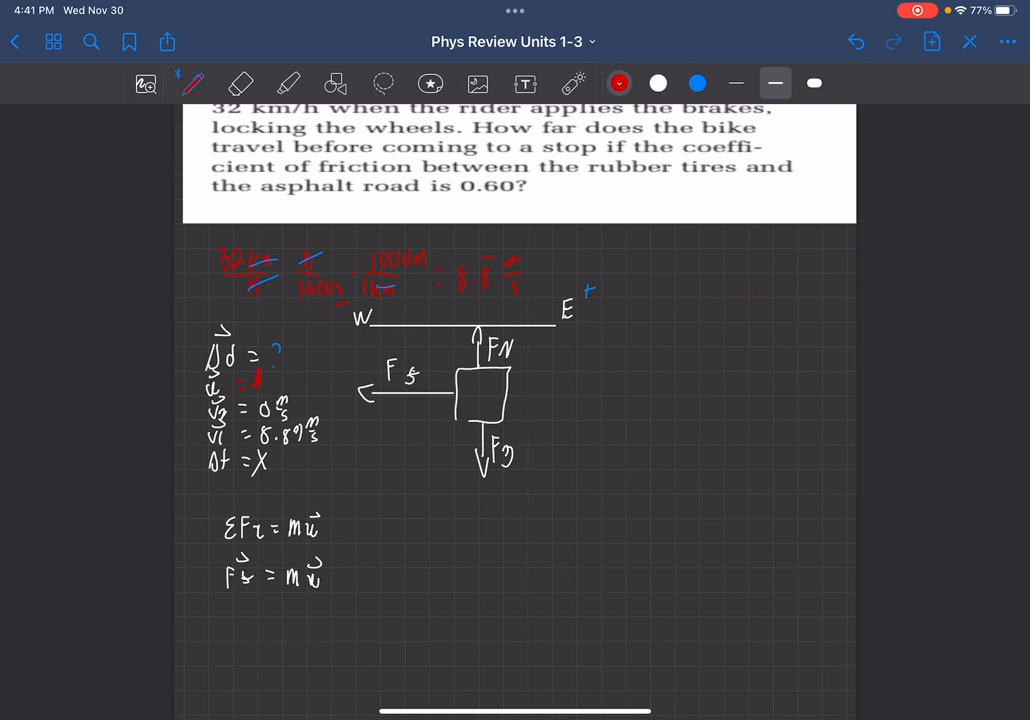 4:41 PM Wed Nov 30
77%
Phys Review Units 1-3
32 km/h when the rider applies the brakes,
locking the wheels. How far does the bike
travel before coming to a stop if the coeffi-
cient of friction between the rubber tires and
the asphalt road is 0.60?
32 km/h · h/3600s · 1000m/1km = 8.8̄ m/s
W E +
Δd = ?
FN
Ff
a =
v2 = 0 m/s
v1 = 8.89 m/s
Fg
Δt = X
ΣFx = ma
Ff = ma